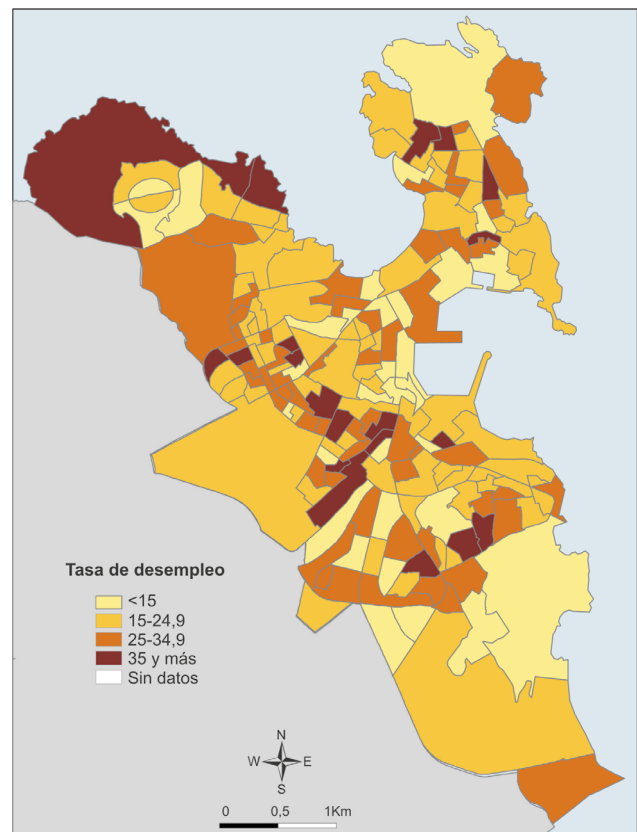 Tasa de desempleo
<15
15-24,9
25-34,9
35 y más
Sin datos
N
W E
S
0 0,5 1Km